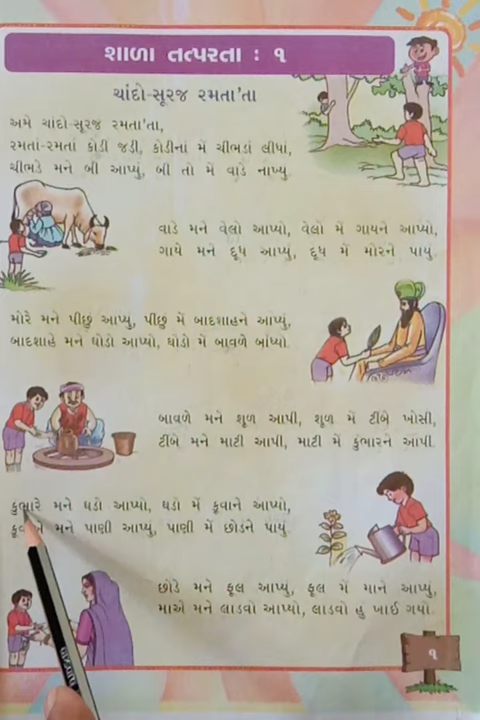 શાળા તત્પરતા : ૧
ચાંદો-સૂરજ રમતા'તા
અમે ચાંદો-સૂરજ રમતા'તા,
રમતાં-રમતાં કોડી જડી, કોડીનાં મેં ચીભડાં લીધાં,
ચીભડે મને બી આપ્યું, બી તો મેં વાડે નાખ્યુ.
વાડે મને વેલો આપ્યો, વેલો મેં ગાયને આપ્યો,
ગાયે મને દૂધ આપ્યું, દૂધ મેં મોરને પાયું.
મોરે મને પીંછું આપ્યુ, પીંછું મેં બાદશાહને આપ્યું,
બાદશાહે મને ઘોડો આપ્યો, ઘોડો મેં બાવળે બાંધ્યો.
બાવળે મને શૂળ આપી, શૂળ મેં ટીંબે ખોસી,
ટીંબે મને માટી આપી, માટી મેં કુંભારને આપી.
કુંભારે મને ઘડો આપ્યો, ઘડો મેં કૂવાને આપ્યો,
મને પાણી આપ્યું, પાણી મેં છોડને પાયું.
છોડે મને ફૂલ આપ્યું, ફૂલ મેં માને આપ્યું,
માએ મને લાડવો આપ્યો, લાડવો હુ ખાઈ ગયો.
૧